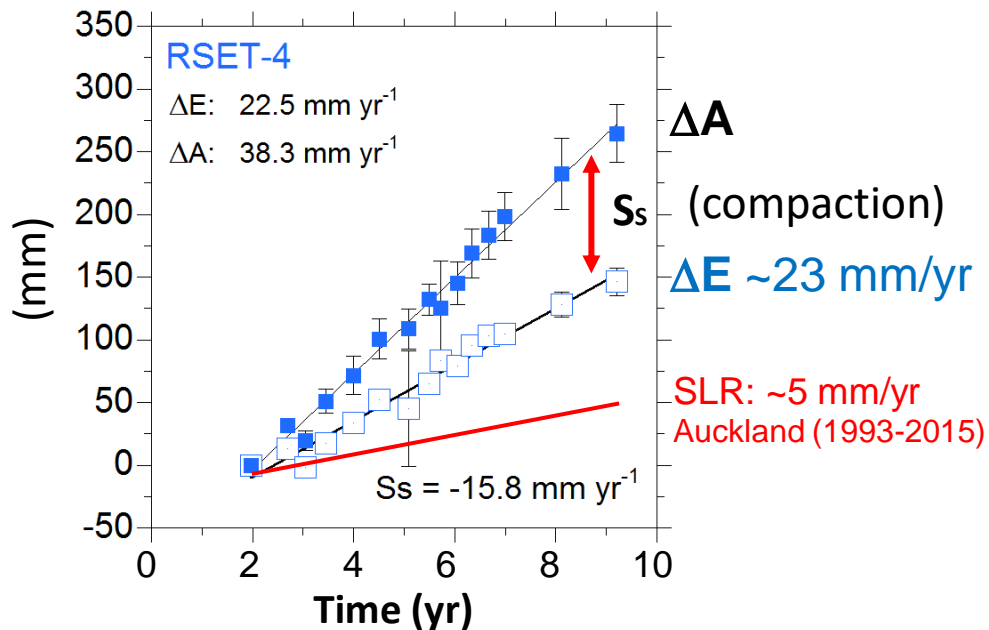 350
300
250
200
150
100
50
0
-50
(mm)
RSET-4
ΔE: 22.5 mm yr-1
ΔA: 38.3 mm yr-1
ΔA
Ss (compaction)
ΔE ~23 mm/yr
SLR: ~5 mm/yr
Auckland (1993-2015)
Ss = -15.8 mm yr-1
0 2 4 6 8 10
Time (yr)